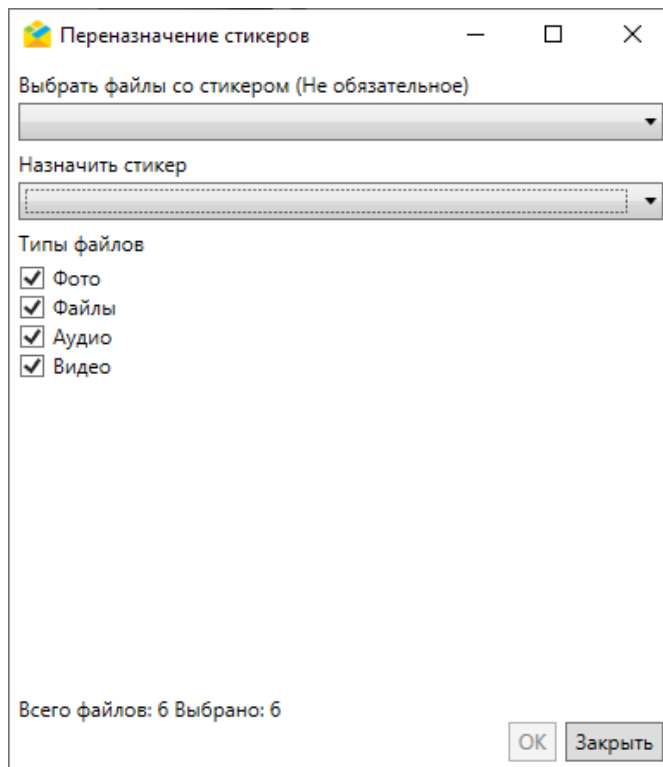 Переназначение стикеров
Выбрать файлы со стикером (Не обязательное)
Назначить стикер
Типы файлов
Фото
Файлы
Аудио
Видео
Всего файлов: 6 Выбрано: 6
OK Закрыть